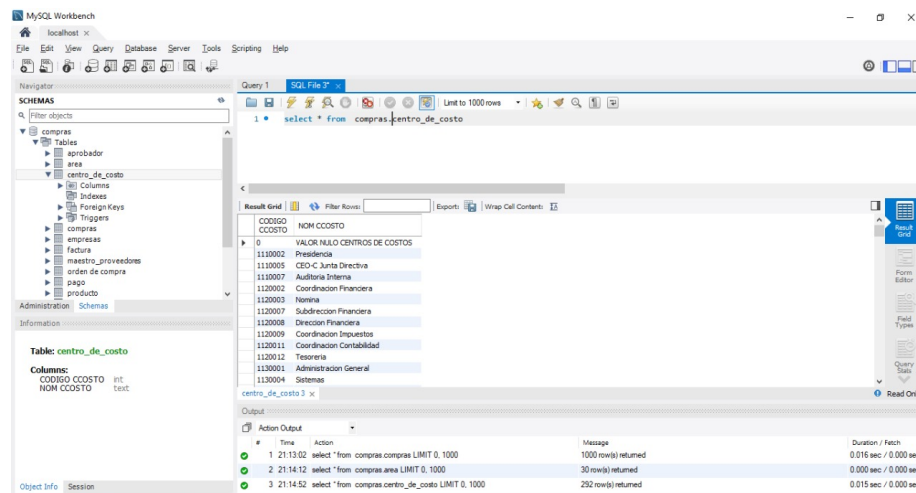 MySQL Workbench
localhost ×
File Edit View Query Database Server Tools Scripting Help
Navigator
SCHEMAS
Filter objects
compras
Tables
aprobador
area
centro_de_costo
Columns
Indexes
Foreign Keys
Triggers
compras
empresas
factura
maestro_proveedores
orden de compra
pago
producto
Administration Schemas
Information
Table: centro_de_costo
Columns:
CODIGO CCOSTO int
NOM CCOSTO text
Object Info Session
Query 1 SQL File 3* ×
Limit to 1000 rows
1 select * from compras.centro_de_costo
Result Grid Filter Rows: Export: Wrap Cell Content:
CODIGO CCOSTO NOM CCOSTO
0 VALOR NULO CENTROS DE COSTOS
1110002 Presidencia
1110005 CEO-C Junta Directiva
1110007 Auditoria Interna
1120002 Coordinacion Financiera
1120003 Nomina
1120007 Subdireccion Financiera
1120008 Direccion Financiera
1120009 Coordinacion Impuestos
1120011 Coordinacion Contabilidad
1120012 Tesoreria
1130001 Administracion General
1130004 Sistemas
Result Grid
Form Editor
Field Types
Query Stats
centro_de_costo 3 × Read Onl
Output
Action Output
# Time Action Message Duration / Fetch
1 21:13:02 select * from compras.compras LIMIT 0, 1000 1000 row(s) returned 0.016 sec / 0.000 se
2 21:14:12 select * from compras.area LIMIT 0, 1000 30 row(s) returned 0.000 sec / 0.000 se
3 21:14:52 select * from compras.centro_de_costo LIMIT 0, 1000 292 row(s) returned 0.015 sec / 0.000 se